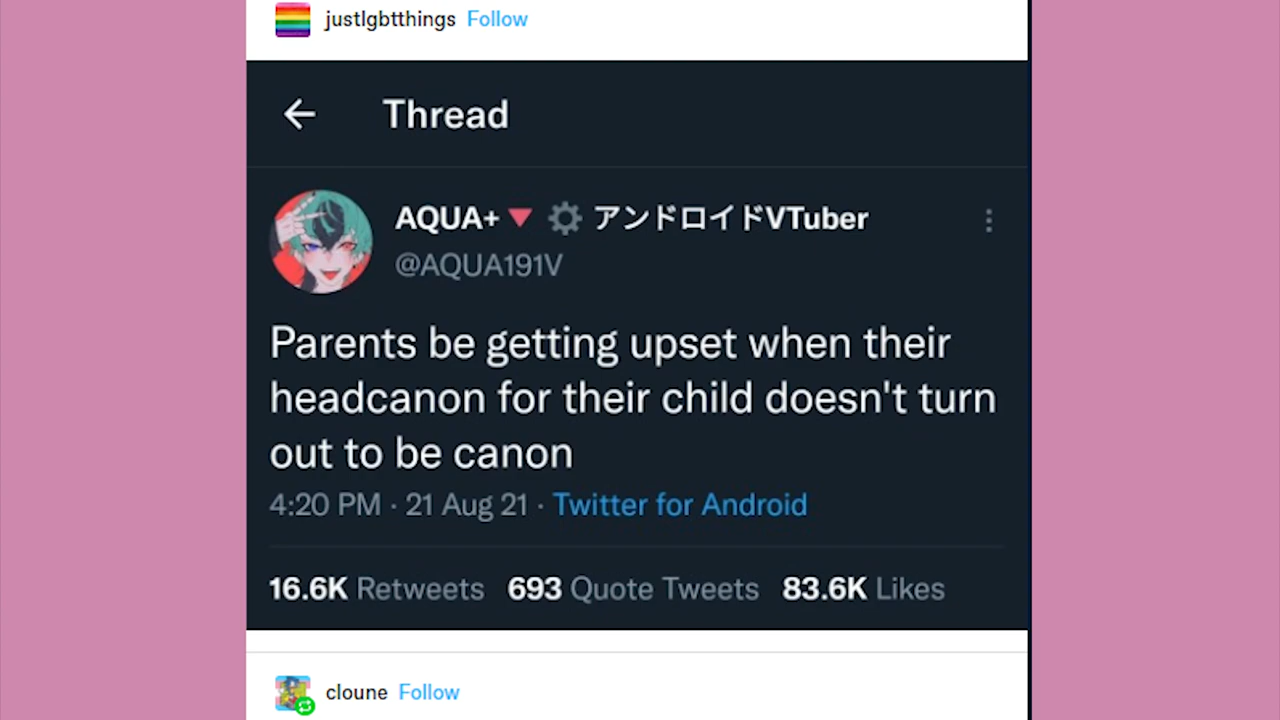 justlgbtthings Follow
Thread
AQUA+🔻 ⚙️ アンドロイドVTuber
@AQUA191V
Parents be getting upset when their
headcanon for their child doesn't turn
out to be canon
4:20 PM · 21 Aug 21 · Twitter for Android
16.6K Retweets 693 Quote Tweets 83.6K Likes
cloune Follow